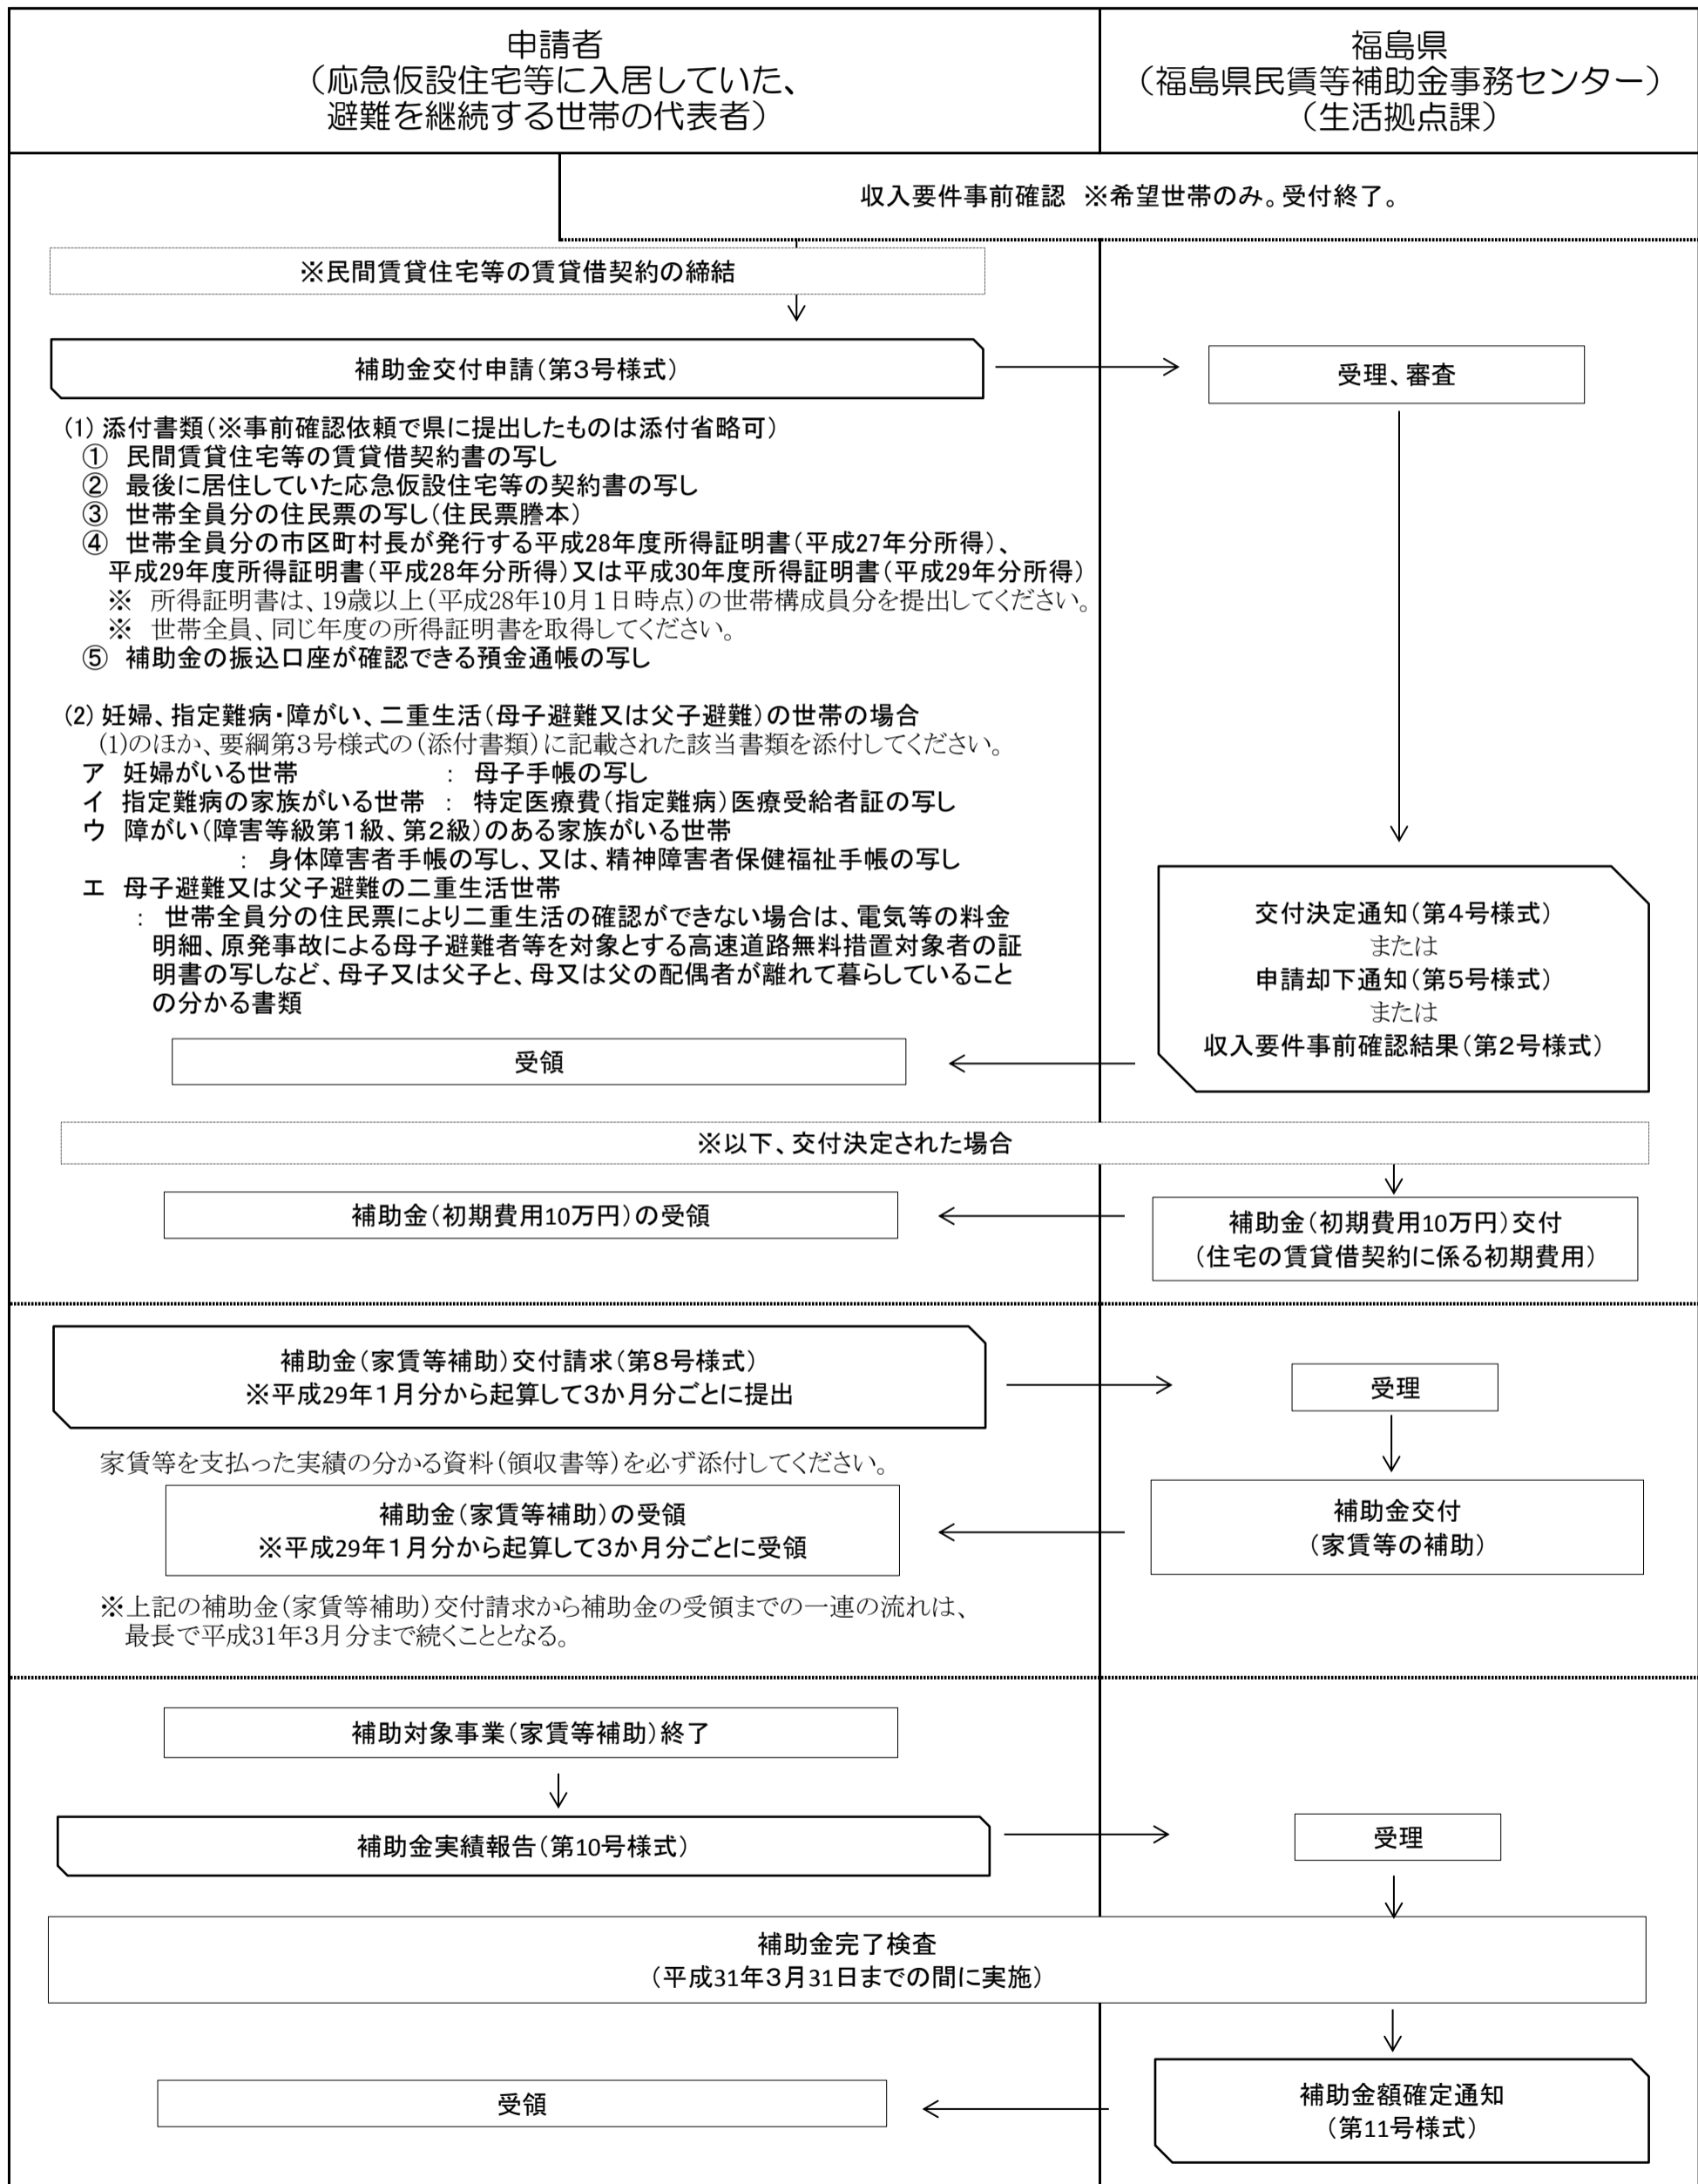 申請者
（応急仮設住宅等に入居していた、
避難を継続する世帯の代表者）
福島県
（福島県民賃等補助金事務センター）
（生活拠点課）
収入要件事前確認　※希望世帯のみ。受付終了。
※民間賃貸住宅等の賃貸借契約の締結
補助金交付申請（第３号様式）
受理、審査
(1) 添付書類（※事前確認依頼で県に提出したものは添付省略可）
①　民間賃貸住宅等の賃貸借契約書の写し
②　最後に居住していた応急仮設住宅等の契約書の写し
③　世帯全員分の住民票の写し（住民票謄本）
④　世帯全員分の市区町村長が発行する平成28年度所得証明書（平成27年分所得）、
平成29年度所得証明書（平成28年分所得）又は平成30年度所得証明書（平成29年分所得）
※　所得証明書は、19歳以上（平成28年10月１日時点）の世帯構成員分を提出してください。
※　世帯全員、同じ年度の所得証明書を取得してください。
⑤　補助金の振込口座が確認できる預金通帳の写し
(2) 妊婦、指定難病・障がい、二重生活（母子避難又は父子避難）の世帯の場合
(1)のほか、要綱第３号様式の（添付書類）に記載された該当書類を添付してください。
ア　妊婦がいる世帯　　　　　　：　母子手帳の写し
イ　指定難病の家族がいる世帯　：　特定医療費（指定難病）医療受給者証の写し
ウ　障がい（障害等級第１級、第２級）のある家族がいる世帯
：　身体障害者手帳の写し、又は、精神障害者保健福祉手帳の写し
エ　母子避難又は父子避難の二重生活世帯
：　世帯全員分の住民票により二重生活の確認ができない場合は、電気等の料金
明細、原発事故による母子避難者等を対象とする高速道路無料措置対象者の証
明書の写しなど、母子又は父子と、母又は父の配偶者が離れて暮らしていること
の分かる書類
交付決定通知（第４号様式）
または
申請却下通知（第５号様式）
または
収入要件事前確認結果（第２号様式）
受領
※以下、交付決定された場合
補助金（初期費用10万円）の受領
補助金（初期費用10万円）交付
（住宅の賃貸借契約に係る初期費用）
補助金（家賃等補助）交付請求（第８号様式）
※平成29年１月分から起算して３か月分ごとに提出
受理
家賃等を支払った実績の分かる資料（領収書等）を必ず添付してください。
補助金（家賃等補助）の受領
※平成29年１月分から起算して３か月分ごとに受領
補助金交付
（家賃等の補助）
※上記の補助金（家賃等補助）交付請求から補助金の受領までの一連の流れは、
最長で平成31年３月分まで続くこととなる。
補助対象事業（家賃等補助）終了
補助金実績報告（第10号様式）
受理
補助金完了検査
（平成31年３月31日までの間に実施）
受領
補助金額確定通知
（第11号様式）